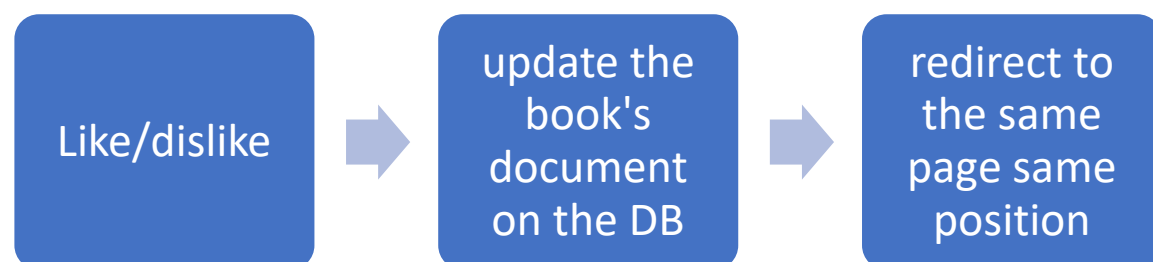 Like/dislike
update the
book's
document
on the DB
redirect to
the same
page same
position